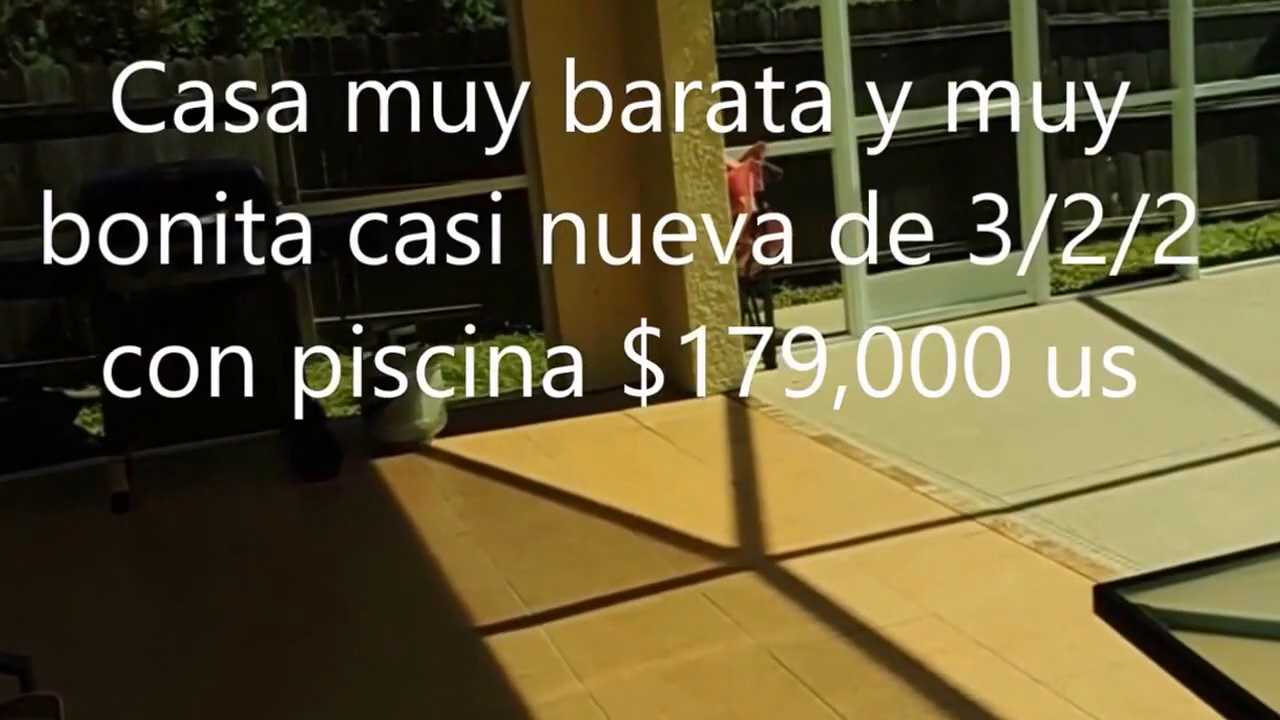 Casa muy barata y muy
bonita casi nueva de 3/2/2
con piscina $179,000 us